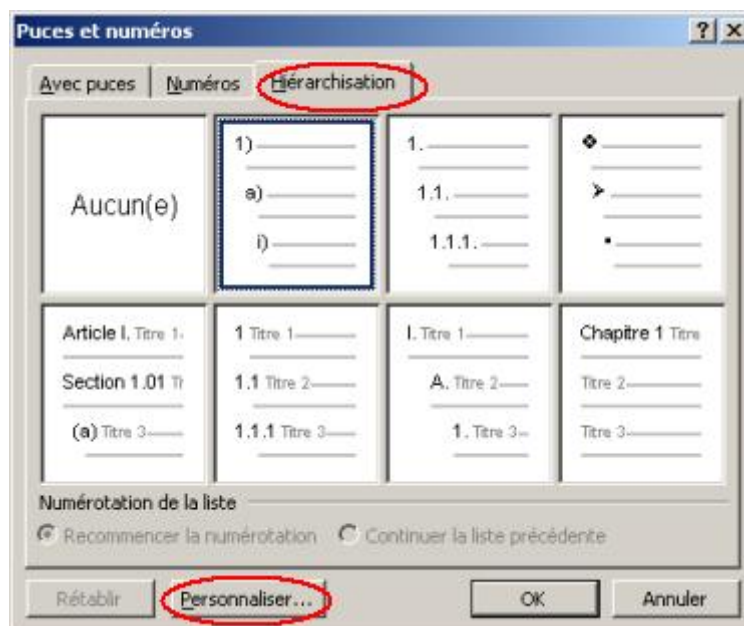 Puces et numéros
Avec puces
Numéros
Hiérarchisation
Aucun(e)
1)
a)
i)
1.
1.1.
1.1.1.
Article I. Titre 1
Section 1.01
(a) Titre 3
1 Titre 1
1.1 Titre 2
1.1.1 Titre 3
I. Titre 1
A. Titre 2
1. Titre 3
Chapitre 1 Titre
Titre 2
Titre 3
Numérotation de la liste
Recommencer la numérotation
Continuer la liste précédente
Rétablir
Personnaliser...
OK
Annuler